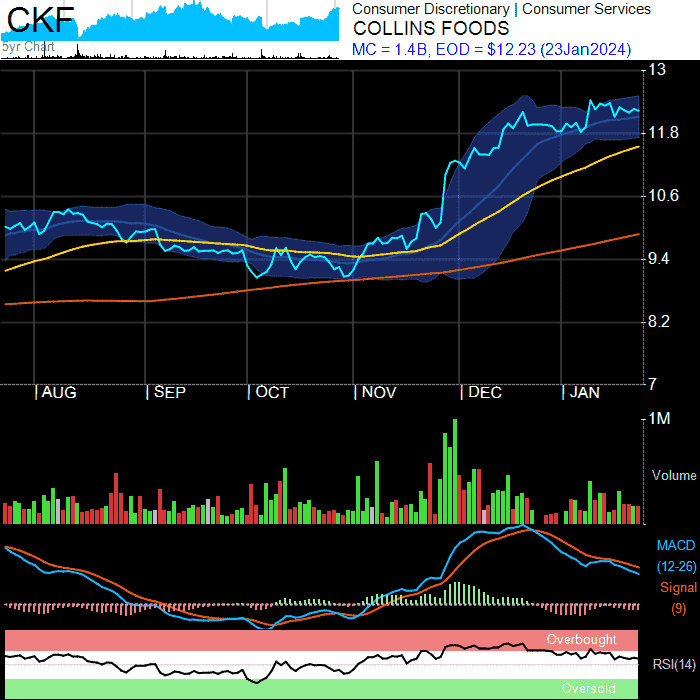 CKF
5yr Chart
Consumer Discretionary | Consumer Services
COLLINS FOODS
MC = 1.4B, EOD = $12.23 (23Jan2024)
13
11.8
10.6
9.4
8.2
7
| AUG | SEP | OCT | NOV | DEC | JAN
1M
Volume
MACD
(12-26)
Signal
(9)
Overbought
RSI(14)
Oversold